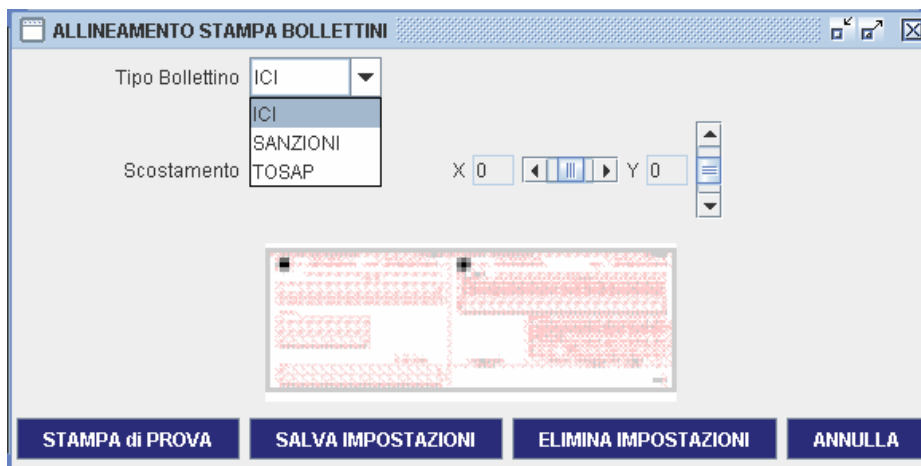 ALLINEAMENTO STAMPA BOLLETTINI
Tipo Bollettino ICI
ICI
SANZIONI
Scostamento TOSAP X 0 Y 0
STAMPA di PROVA SALVA IMPOSTAZIONI ELIMINA IMPOSTAZIONI ANNULLA